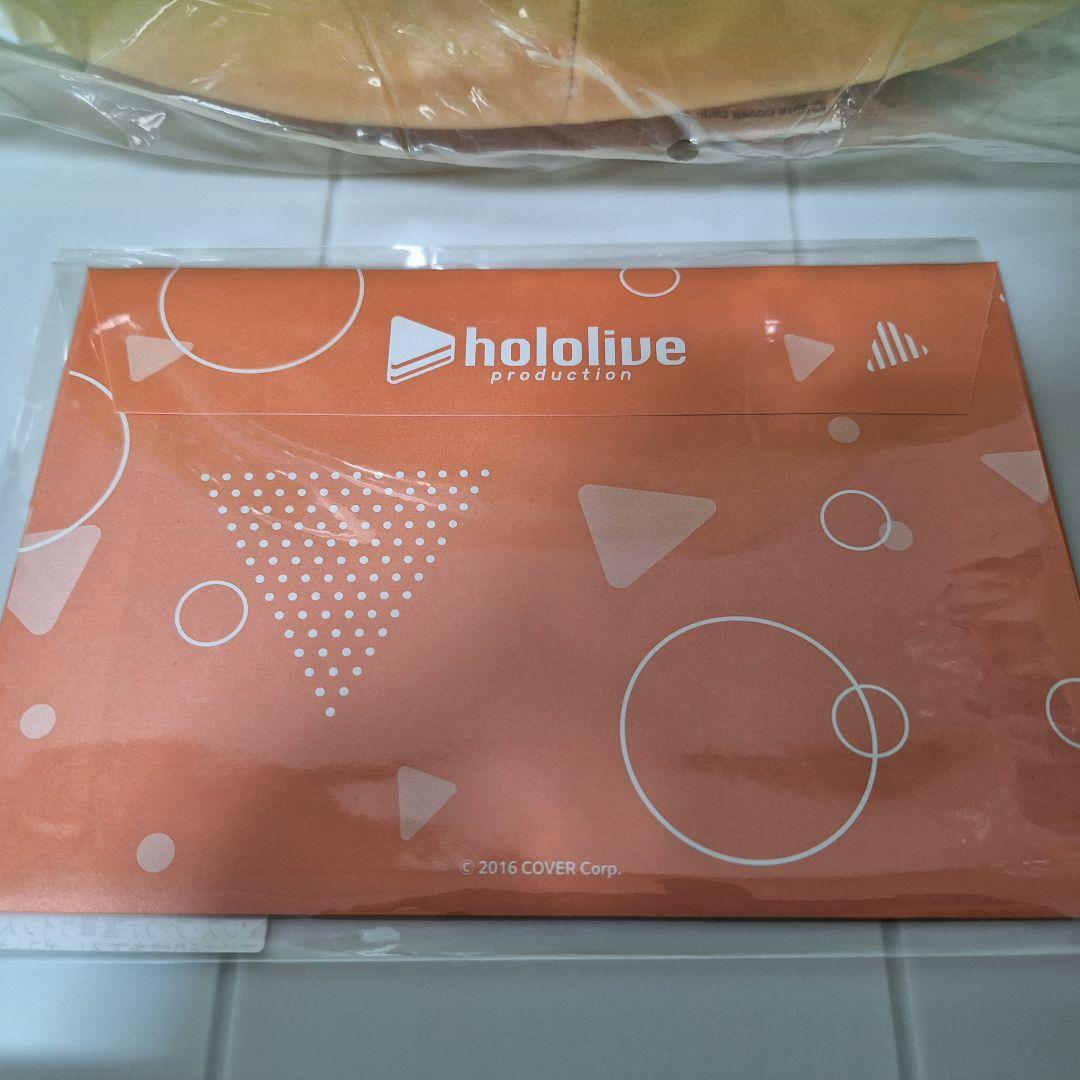 hololive
production
© 2016 COVER Corp.